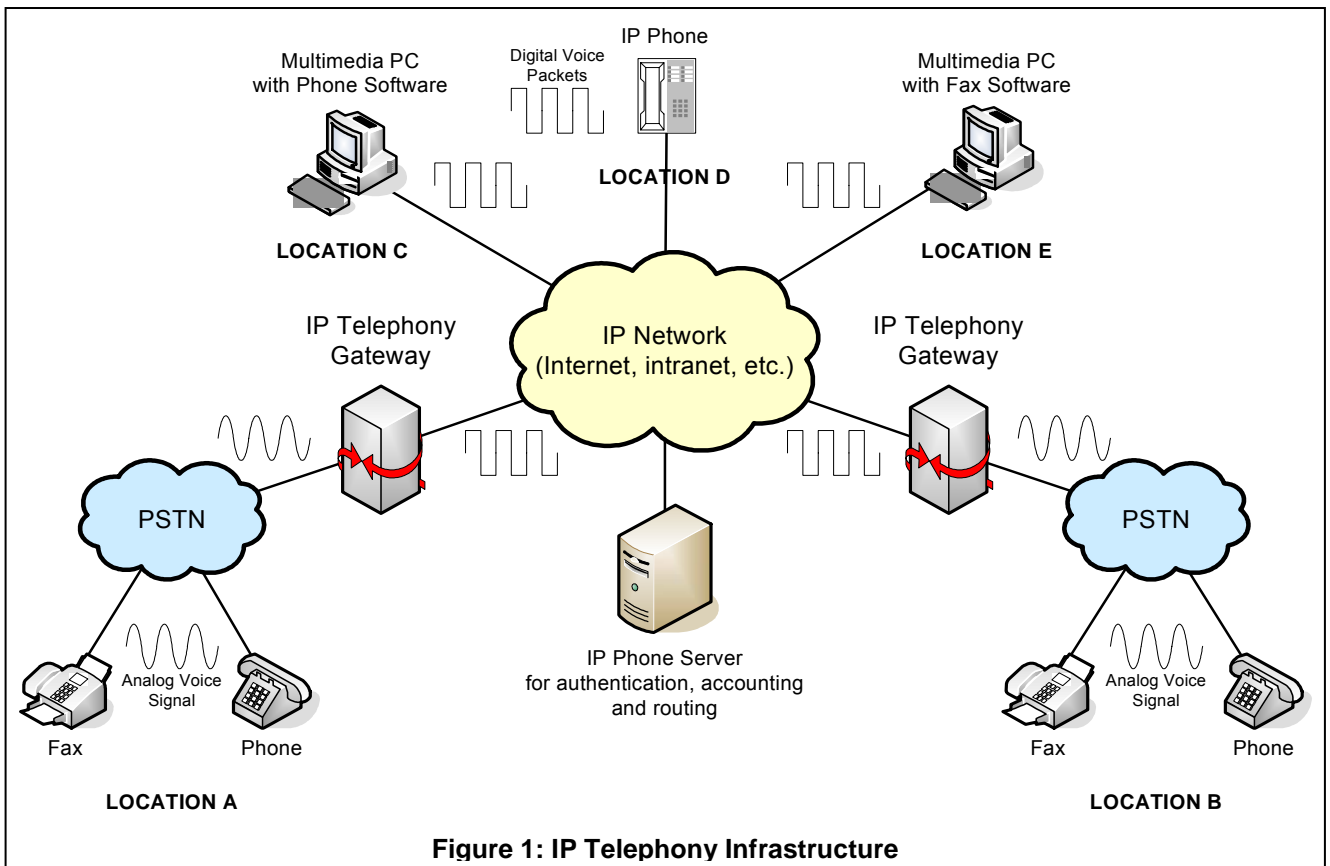 IP Phone
Multimedia PC
with Phone Software
Digital Voice
Packets
Multimedia PC
with Fax Software
LOCATION D
LOCATION C
LOCATION E
IP Telephony
Gateway
IP Network
(Internet, intranet, etc.)
IP Telephony
Gateway
PSTN
PSTN
IP Phone Server
for authentication, accounting
and routing
Analog Voice
Signal
Fax
Phone
Analog Voice
Signal
Fax
Phone
LOCATION A
LOCATION B
Figure 1: IP Telephony Infrastructure